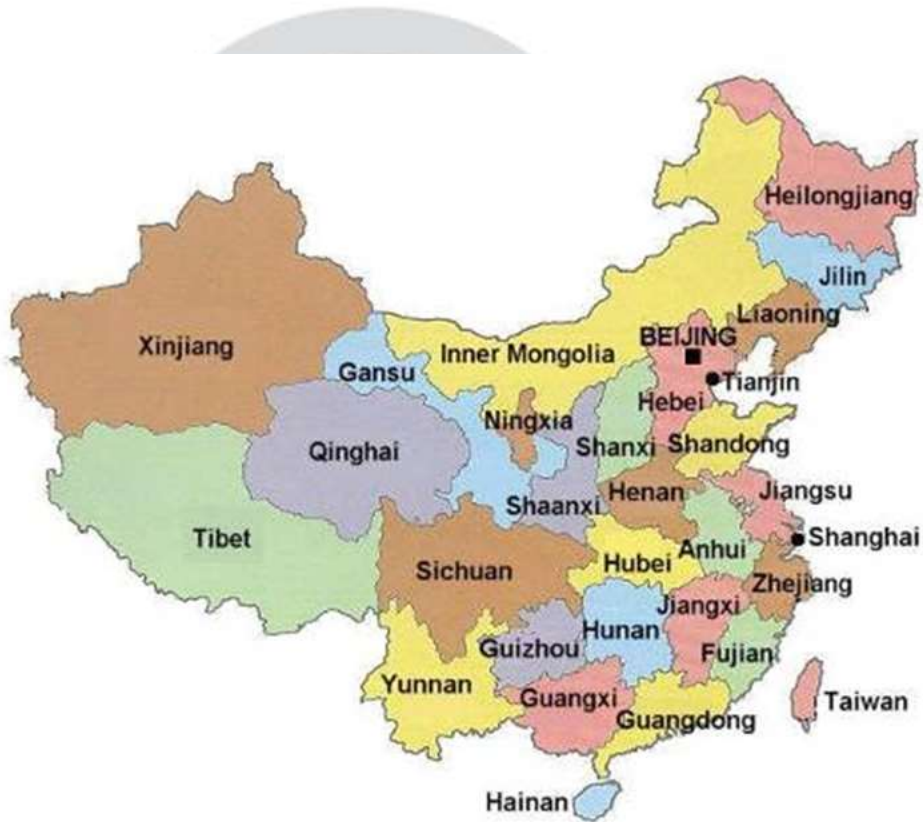 Heilongjiang
Jilin
Liaoning
BEIJING
Xinjiang
Inner Mongolia
Gansu
Tianjin
Hebei
Ningxia
Qinghai
Shanxi
Shandong
Shaanxi
Henan
Jiangsu
Tibet
Shanghai
Anhui
Hubei
Sichuan
Zhejiang
Jiangxi
Hunan
Guizhou
Fujian
Yunnan
Guangxi
Guangdong
Taiwan
Hainan